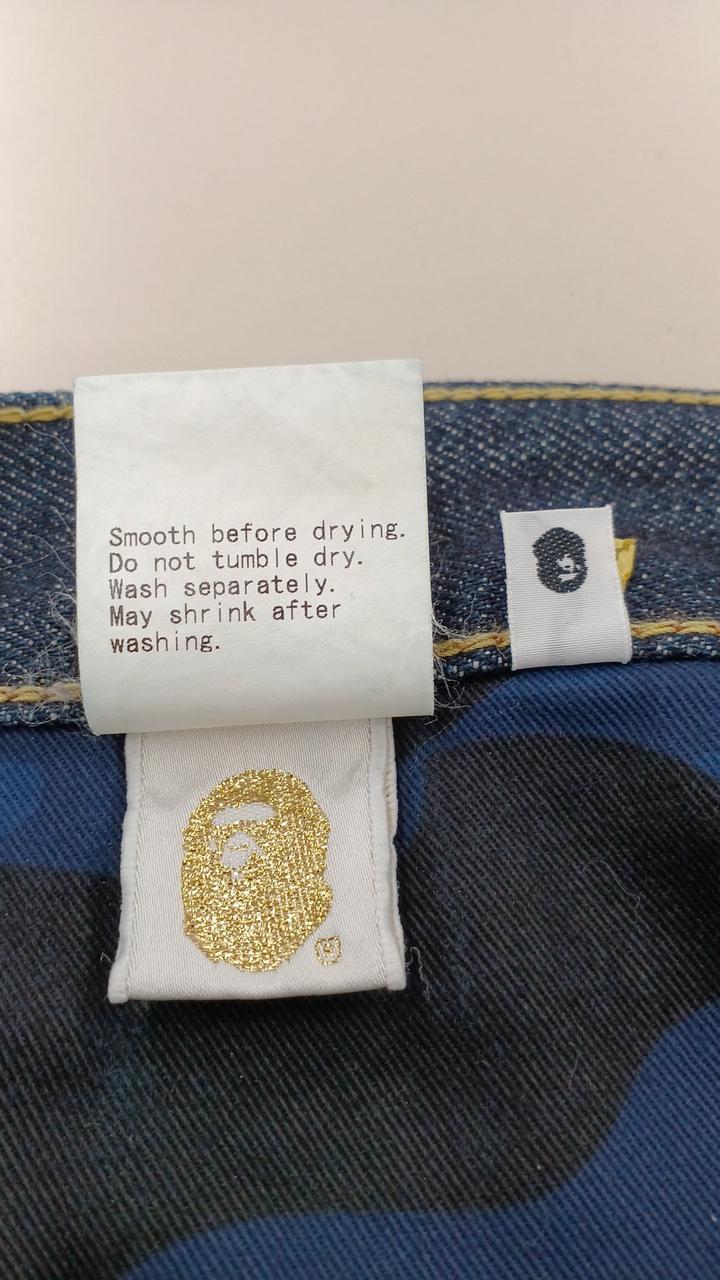 Smooth before drying.
Do not tumble dry.
Wash separately.
May shrink after
washing.